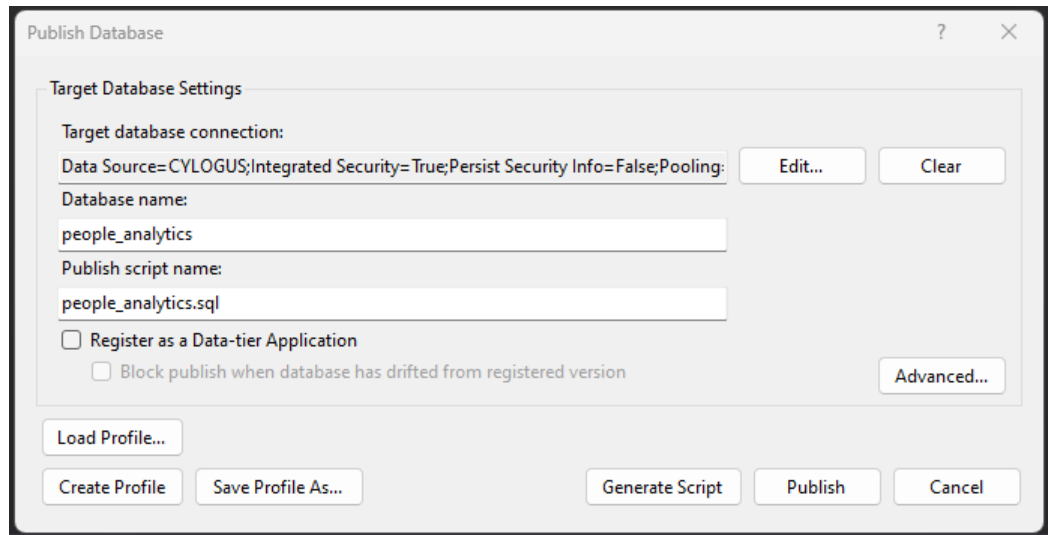 Publish Database
?
Target Database Settings
Target database connection:
Data Source=CYLOGUS;Integrated Security=True;Persist Security Info=False;Pooling=
Edit...
Clear
Database name:
people_analytics
Publish script name:
people_analytics.sql
Register as a Data-tier Application
Block publish when database has drifted from registered version
Advanced...
Load Profile...
Create Profile
Save Profile As...
Generate Script
Publish
Cancel